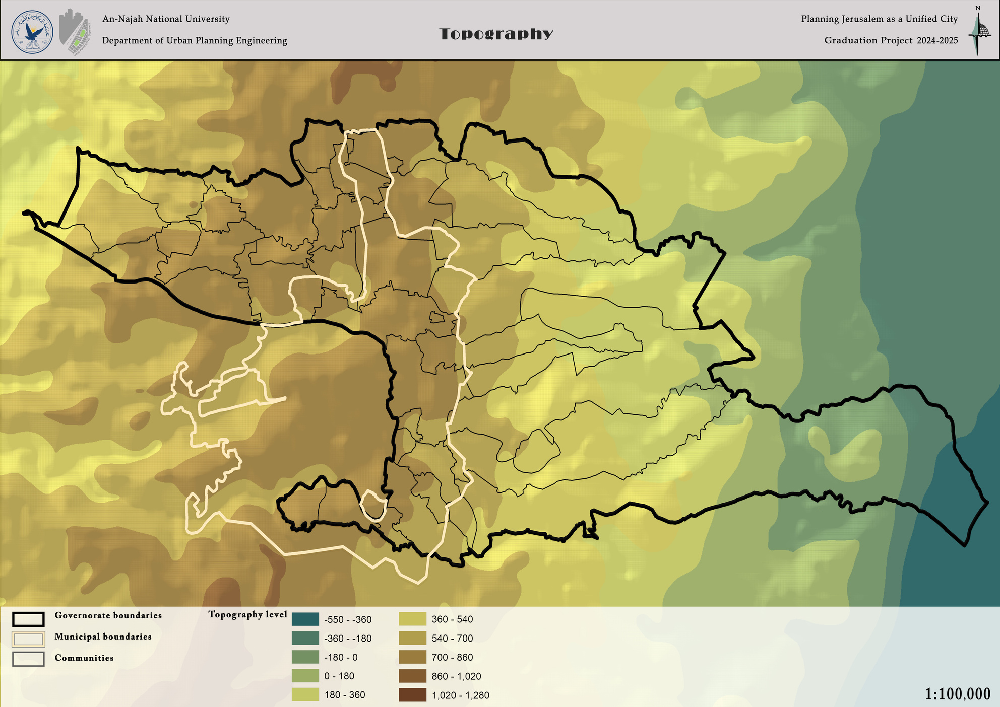 An-Najah National University
Department of Urban Planning Engineering
Topography
Planning Jerusalem as a Unified City
Graduation Project 2024-2025
N
Governorate boundaries
Municipal boundaries
Communities
Topography level
-550 - -360
-360 - -180
-180 - 0
0 - 180
180 - 360
360 - 540
540 - 700
700 - 860
860 - 1,020
1,020 - 1,280
1:100,000